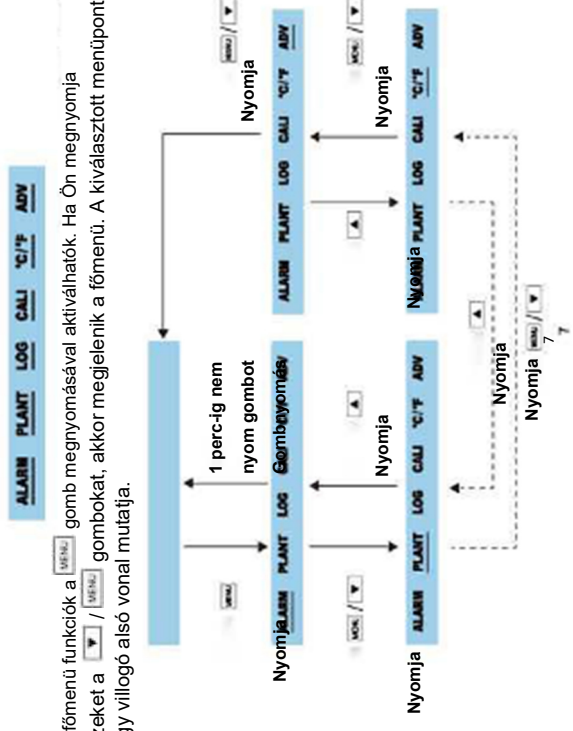 ALARM PLANT LOG CALI °C/°F ADV
főmenü funkciók a MENU gomb megnyomásával aktiválhatók. Ha Ön megnyomja
zeket a ▼ / MENU gombokat, akkor megjelenik a főmenü. A kiválasztott menüpont
gy villogó alsó vonal mutatja.
MENU
1 perc-ig nem
nyom gombot
Gombnyomás
MENU / ▼
Nyomja
Nyomja
ALARM PLANT LOG ADV
ALARM PLANT LOG CALI °C/°F ADV
MENU / ▼
▲
Nyomja
▲
MENU / ▼
Nyomja
Nyomja
ALARM PLANT LOG CALI °C/°F ADV
Nyomja
PLANT LOG CALI °C/°F ADV
▲
Nyomja
Nyomja MENU / ▼
7
7